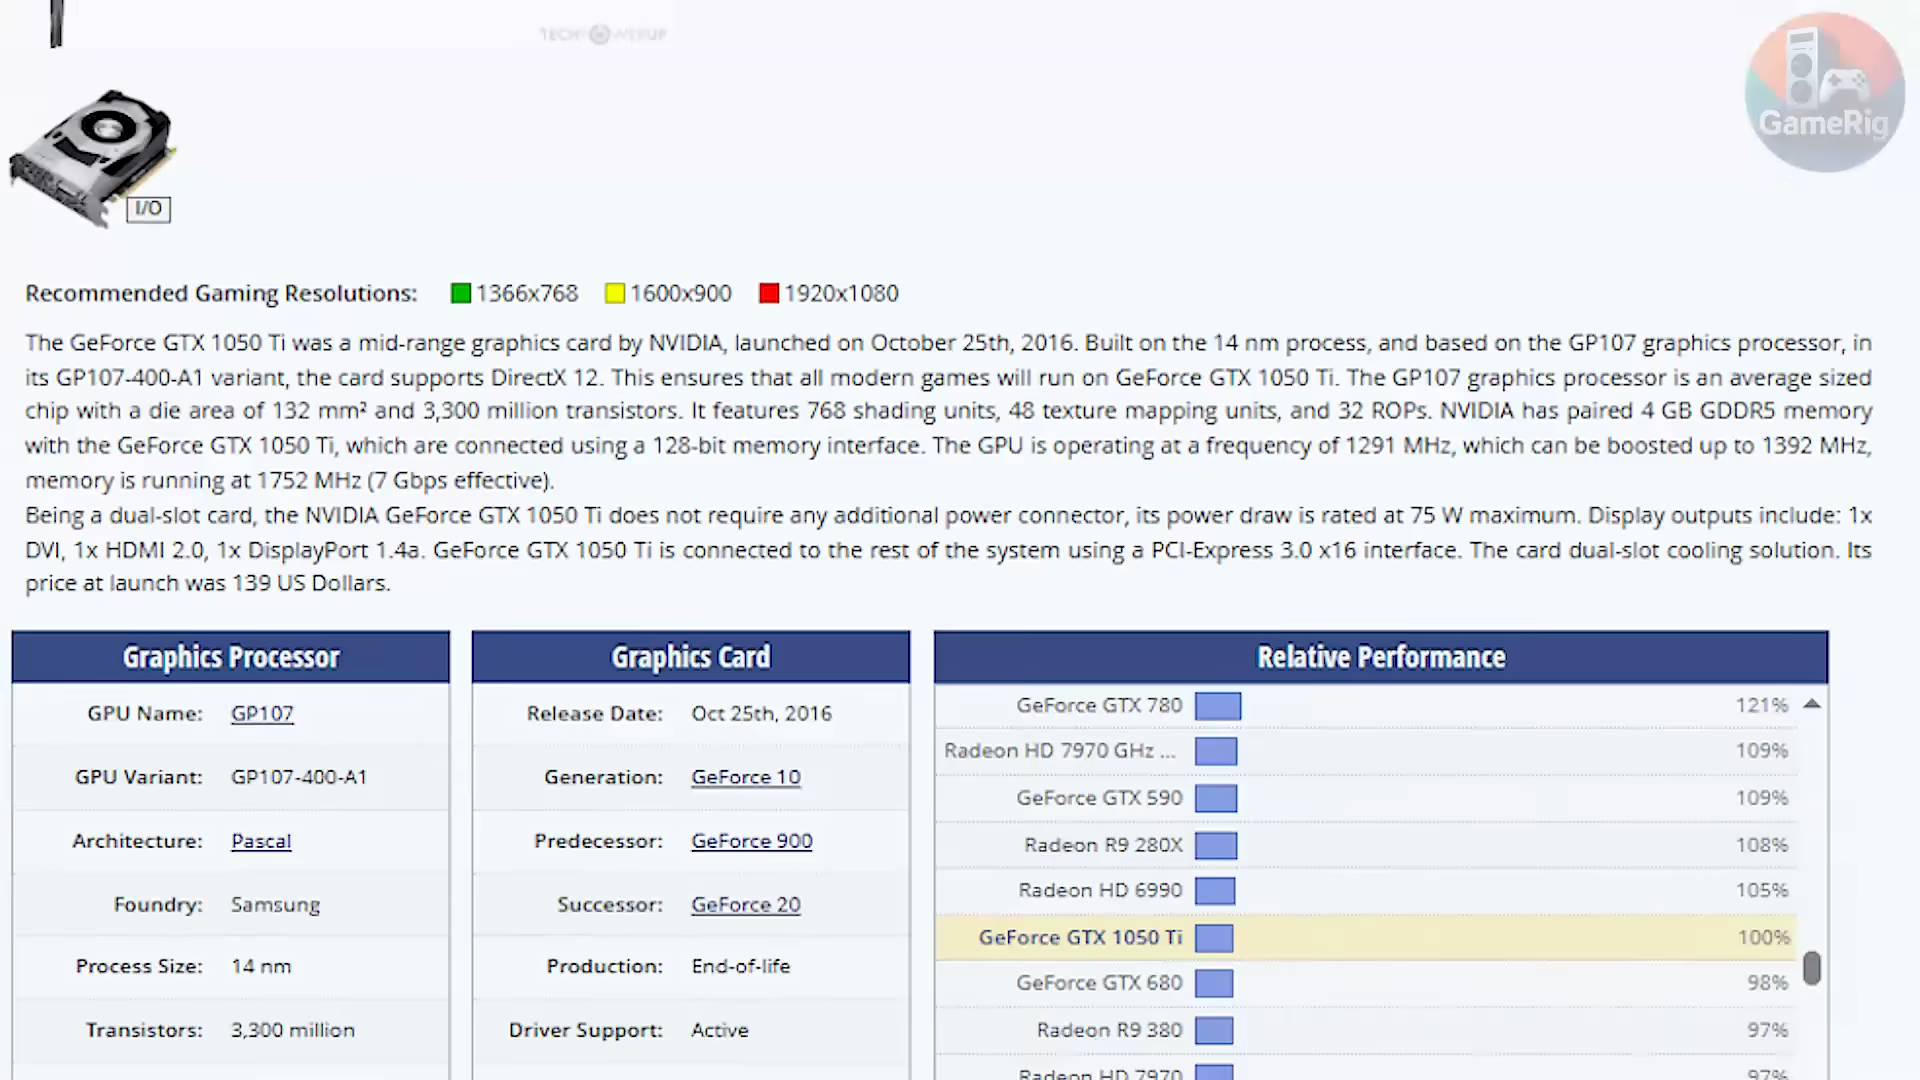 TECHPOWERUP
GameRig
I/O
Recommended Gaming Resolutions: 1366x768 1600x900 1920x1080
The GeForce GTX 1050 Ti was a mid-range graphics card by NVIDIA, launched on October 25th, 2016. Built on the 14 nm process, and based on the GP107 graphics processor, in
its GP107-400-A1 variant, the card supports DirectX 12. This ensures that all modern games will run on GeForce GTX 1050 Ti. The GP107 graphics processor is an average sized
chip with a die area of 132 mm² and 3,300 million transistors. It features 768 shading units, 48 texture mapping units, and 32 ROPs. NVIDIA has paired 4 GB GDDR5 memory
with the GeForce GTX 1050 Ti, which are connected using a 128-bit memory interface. The GPU is operating at a frequency of 1291 MHz, which can be boosted up to 1392 MHz,
memory is running at 1752 MHz (7 Gbps effective).
Being a dual-slot card, the NVIDIA GeForce GTX 1050 Ti does not require any additional power connector, its power draw is rated at 75 W maximum. Display outputs include: 1x
DVI, 1x HDMI 2.0, 1x DisplayPort 1.4a. GeForce GTX 1050 Ti is connected to the rest of the system using a PCI-Express 3.0 x16 interface. The card dual-slot cooling solution. Its
price at launch was 139 US Dollars.
Graphics Processor
GPU Name: GP107
GPU Variant: GP107-400-A1
Architecture: Pascal
Foundry: Samsung
Process Size: 14 nm
Transistors: 3,300 million
Graphics Card
Release Date: Oct 25th, 2016
Generation: GeForce 10
Predecessor: GeForce 900
Successor: GeForce 20
Production: End-of-life
Driver Support: Active
Relative Performance
GeForce GTX 780 121%
Radeon HD 7970 GHz ... 109%
GeForce GTX 590 109%
Radeon R9 280X 108%
Radeon HD 6990 105%
GeForce GTX 1050 Ti 100%
GeForce GTX 680 98%
Radeon R9 380 97%
Radeon HD 7970 97%